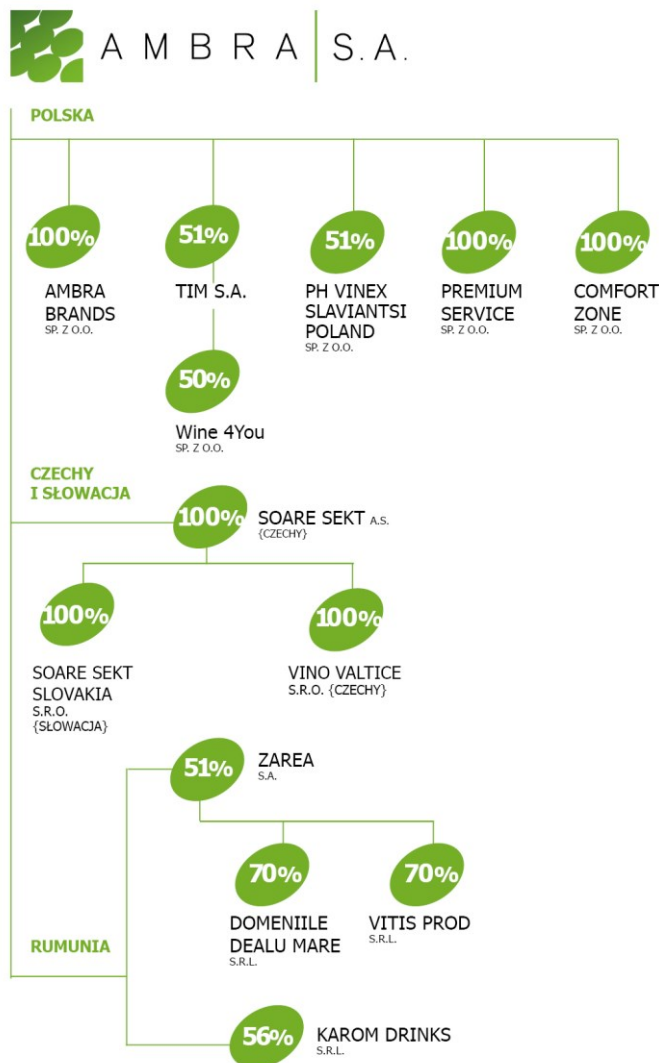 AMBRA S.A.
POLSKA
100%
51%
51%
100%
100%
AMBRA
BRANDS
SP. Z O.O.
TIM S.A.
PH VINEX
SLAVIANTSI
POLAND
SP. Z O.O.
PREMIUM
SERVICE
SP. Z O.O.
COMFORT
ZONE
SP. Z O.O.
50%
Wine 4You
SP. Z O.O.
CZECHY
I SŁOWACJA
100%
SOARE SEKT A.S.
{CZECHY}
100%
100%
SOARE SEKT
SLOVAKIA
S.R.O.
{SŁOWACJA}
VINO VALTICE
S.R.O. {CZECHY}
51%
ZAREA
S.A.
70%
70%
DOMENIILE
DEALU MARE
S.R.L.
VITIS PROD
S.R.L.
RUMUNIA
56%
KAROM DRINKS
S.R.L.